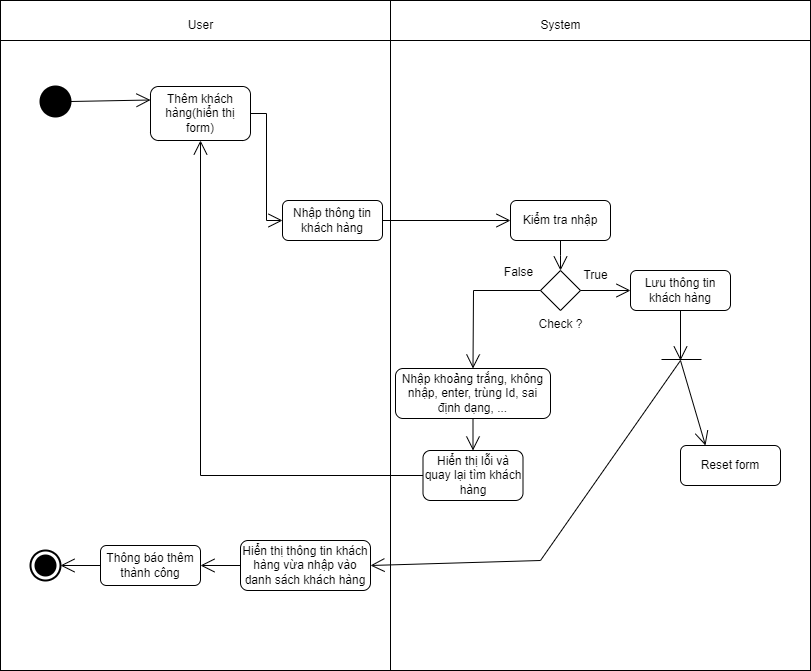 User
System
Thêm khách
hàng(hiển thị
form)
Nhập thông tin
khách hàng
Kiểm tra nhập
False
True
Check ?
Lưu thông tin
khách hàng
Nhập khoảng trắng, không
nhập, enter, trùng Id, sai
định dạng, ...
Hiển thị lỗi và
quay lại tìm khách
hàng
Reset form
Hiển thị thông tin khách
hàng vừa nhập vào
danh sách khách hàng
Thông báo thêm
thành công